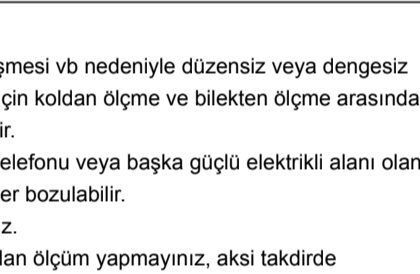 şmesi vb nedeniyle düzensiz veya dengesiz
çin koldan ölçme ve bilekten ölçme arasında
ir.
elefonu veya başka güçlü elektrikli alanı olan
er bozulabilir.
z.
dan ölçüm yapmayınız, aksi takdirde